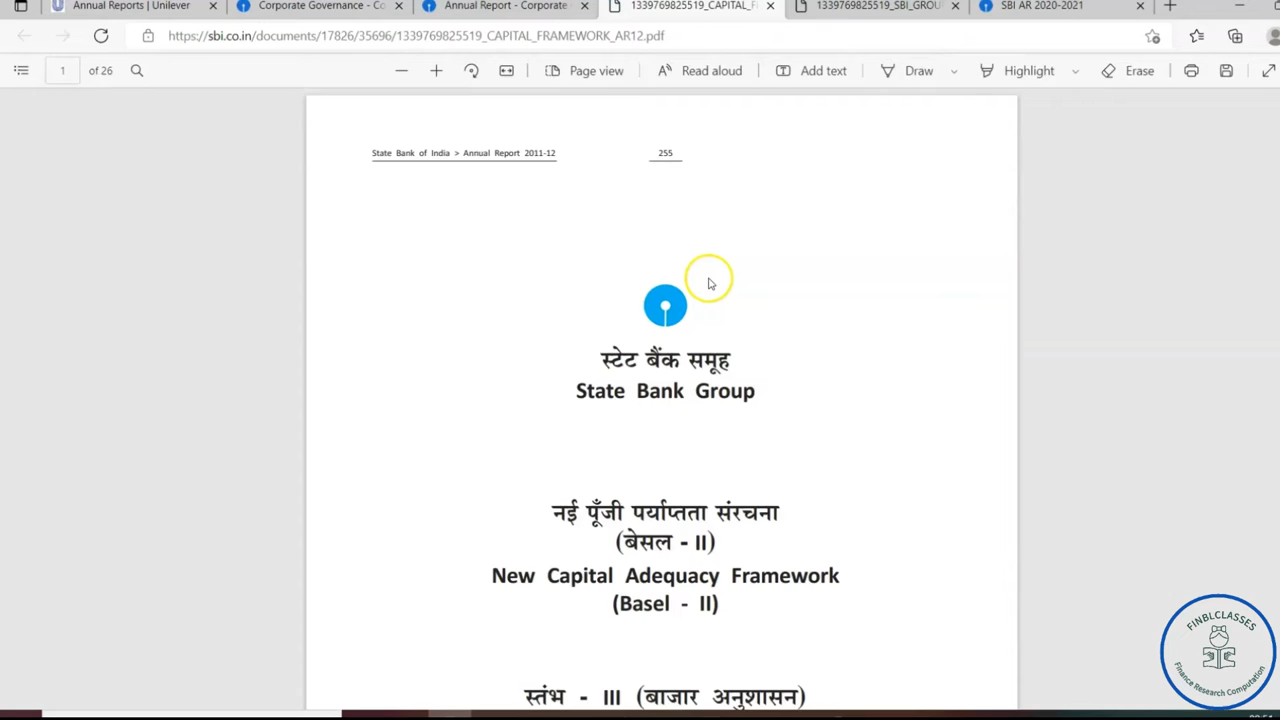 Annual Reports | Unilever
Corporate Governance - Co
Annual Report - Corporate
1339769825519_CAPITAL_F
1339769825519_SBI_GROU
SBI AR 2020-2021
https://sbi.co.in/documents/17826/35696/1339769825519_CAPITAL_FRAMEWORK_AR12.pdf
1 of 26
Page view
Read aloud
Add text
Draw
Highlight
Erase
State Bank of India > Annual Report 2011-12
255
स्टेट बैंक समूह
State Bank Group
नई पूँजी पर्याप्तता संरचना
(बेसल - II)
New Capital Adequacy Framework
(Basel - II)
स्तंभ - III (बाजार अनुशासन)
FINBLCLASSES
Finance Research Computation